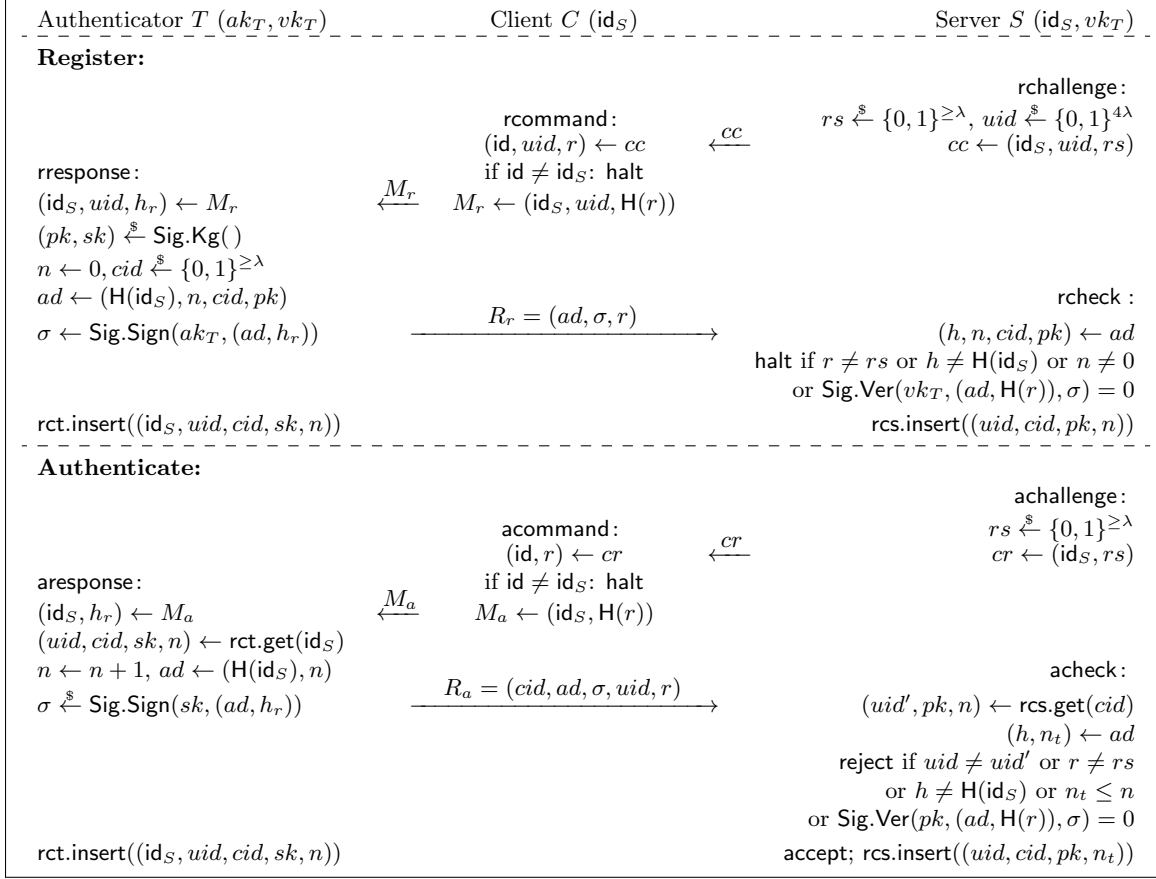 Authenticator T (ak_T, vk_T) Client C (id_S) Server S (id_S, vk_T)
Register:
rchallenge:
rcommand: rs ←$ {0, 1}^{≥λ}, uid ←$ {0, 1}^{4λ}
(id, uid, r) ← cc ←cc− cc ← (id_S, uid, rs)
rresponse: if id ≠ id_S: halt
(id_S, uid, h_r) ← M_r ←M_r− M_r ← (id_S, uid, H(r))
(pk, sk) ←$ Sig.Kg( )
n ← 0, cid ←$ {0, 1}^{≥λ}
ad ← (H(id_S), n, cid, pk) rcheck :
σ ← Sig.Sign(ak_T, (ad, h_r)) −R_r = (ad, σ, r)→ (h, n, cid, pk) ← ad
halt if r ≠ rs or h ≠ H(id_S) or n ≠ 0
or Sig.Ver(vk_T, (ad, H(r)), σ) = 0
rct.insert((id_S, uid, cid, sk, n)) rcs.insert((uid, cid, pk, n))
Authenticate:
achallenge:
acommand: rs ←$ {0, 1}^{≥λ}
(id, r) ← cr ←cr− cr ← (id_S, rs)
aresponse: if id ≠ id_S: halt
(id_S, h_r) ← M_a ←M_a− M_a ← (id_S, H(r))
(uid, cid, sk, n) ← rct.get(id_S)
n ← n + 1, ad ← (H(id_S), n) acheck:
σ ←$ Sig.Sign(sk, (ad, h_r)) −R_a = (cid, ad, σ, uid, r)→ (uid′, pk, n) ← rcs.get(cid)
(h, n_t) ← ad
reject if uid ≠ uid′ or r ≠ rs
or h ≠ H(id_S) or n_t ≤ n
or Sig.Ver(pk, (ad, H(r)), σ) = 0
rct.insert((id_S, uid, cid, sk, n)) accept; rcs.insert((uid, cid, pk, n_t))